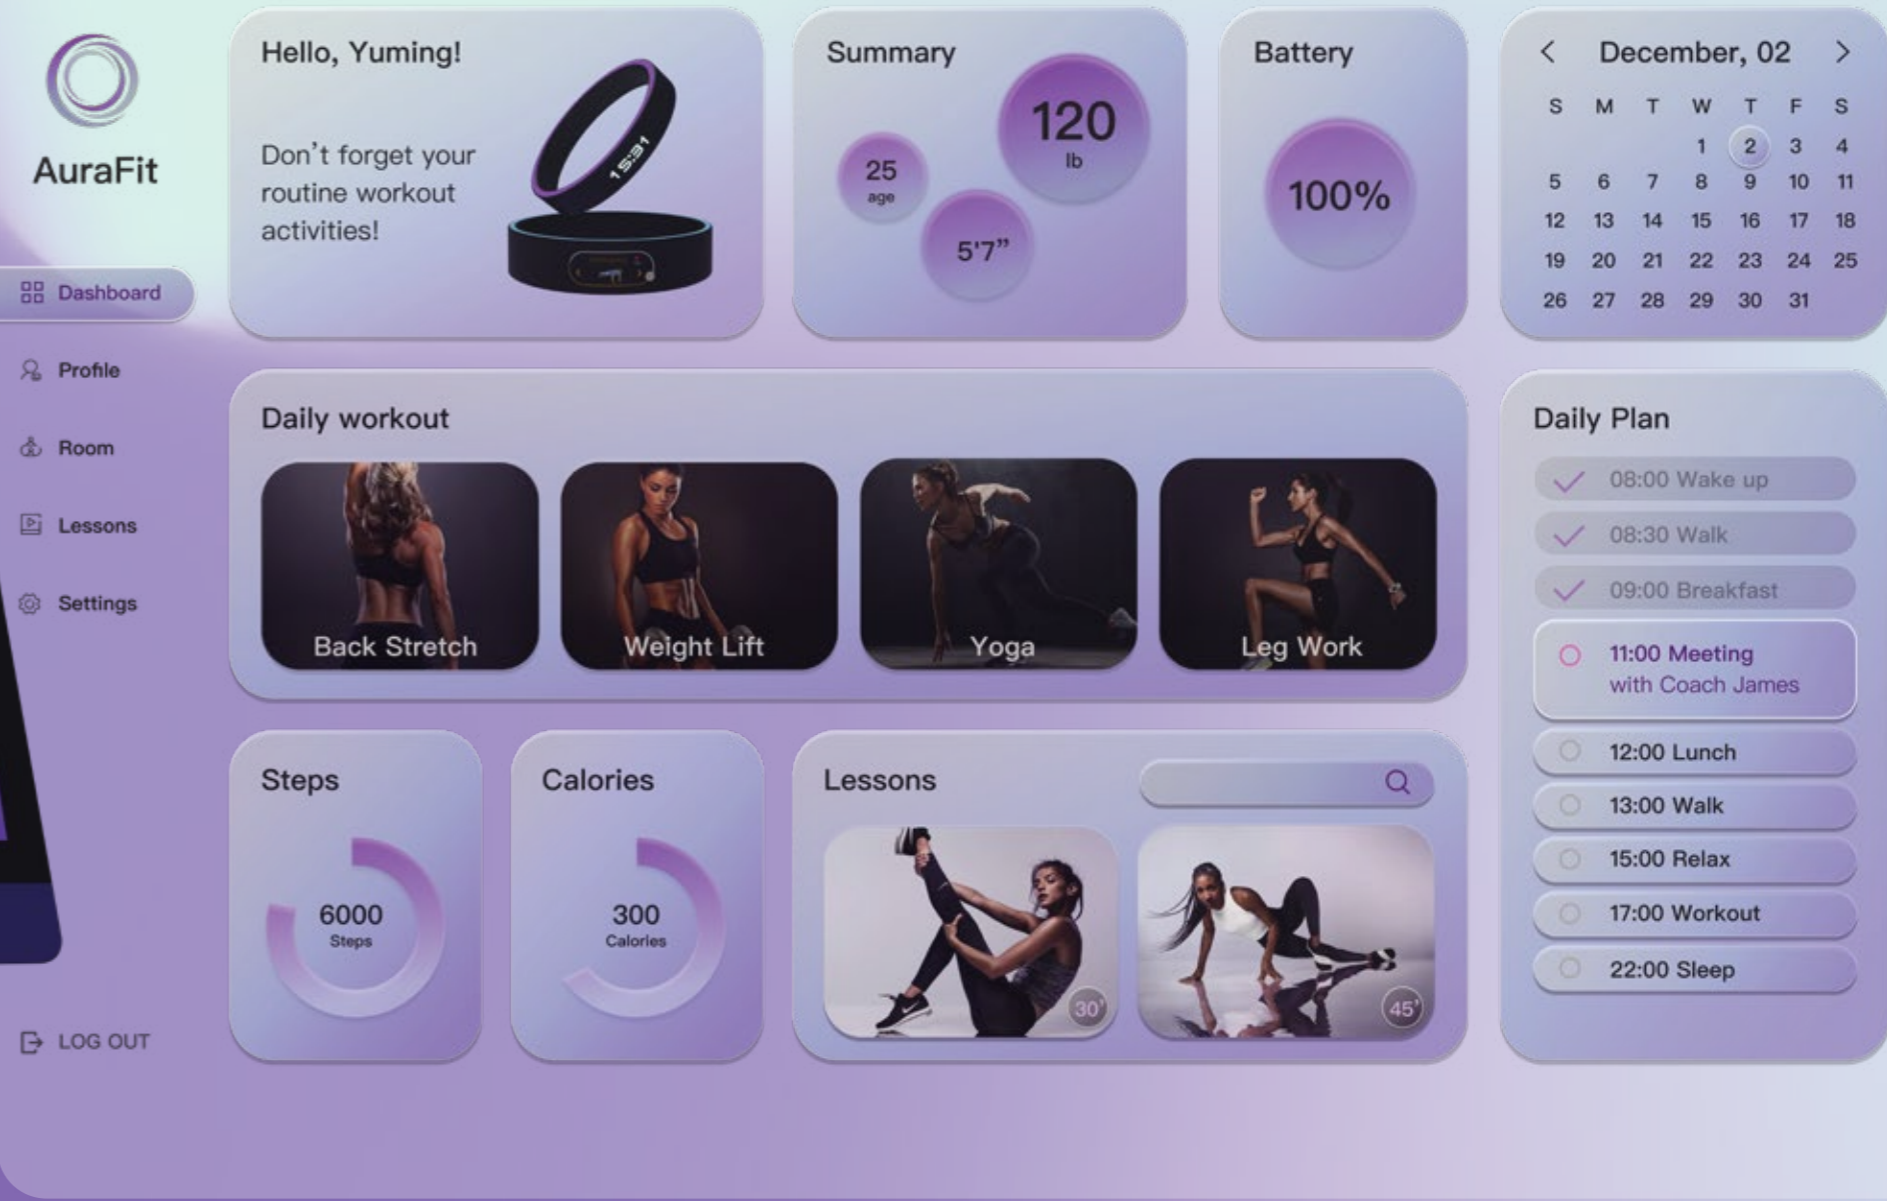 AuraFit
Dashboard
Profile
Room
Lessons
Settings
LOG OUT
Hello, Yuming!
Don't forget your
routine workout
activities!
15:31
Summary
25
age
120
lb
5'7”
Battery
100%
< December, 02 >
S M T W T F S
1 2 3 4
5 6 7 8 9 10 11
12 13 14 15 16 17 18
19 20 21 22 23 24 25
26 27 28 29 30 31
Daily workout
Back Stretch
Weight Lift
Yoga
Leg Work
Daily Plan
08:00 Wake up
08:30 Walk
09:00 Breakfast
11:00 Meeting
with Coach James
12:00 Lunch
13:00 Walk
15:00 Relax
17:00 Workout
22:00 Sleep
Steps
6000
Steps
Calories
300
Calories
Lessons
30'
45'